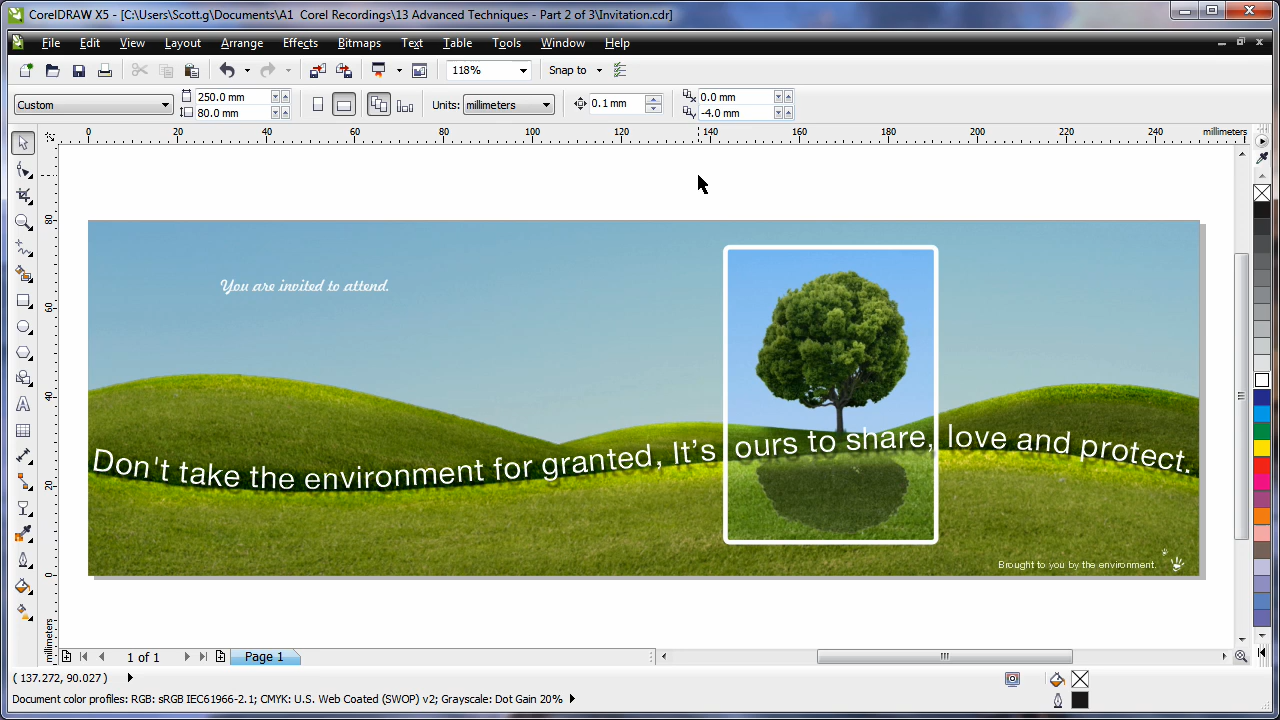 CorelDRAW X5 - [C:\Users\Scott.g\Documents\A1 Corel Recordings\13 Advanced Techniques - Part 2 of 3\Invitation.cdr]
File Edit View Layout Arrange Effects Bitmaps Text Table Tools Window Help
118% Snap to
Custom 250.0 mm 80.0 mm Units: millimeters 0.1 mm 0.0 mm -4.0 mm
0 20 40 60 80 100 120 140 160 180 200 220 240 millimeters
80
60
40
20
0
millimeters
You are invited to attend.
Don't take the environment for granted, It’s ours to share, love and protect.
Brought to you by the environment.
1 of 1 Page 1
( 137.272, 90.027 )
Document color profiles: RGB: sRGB IEC61966-2.1; CMYK: U.S. Web Coated (SWOP) v2; Grayscale: Dot Gain 20%